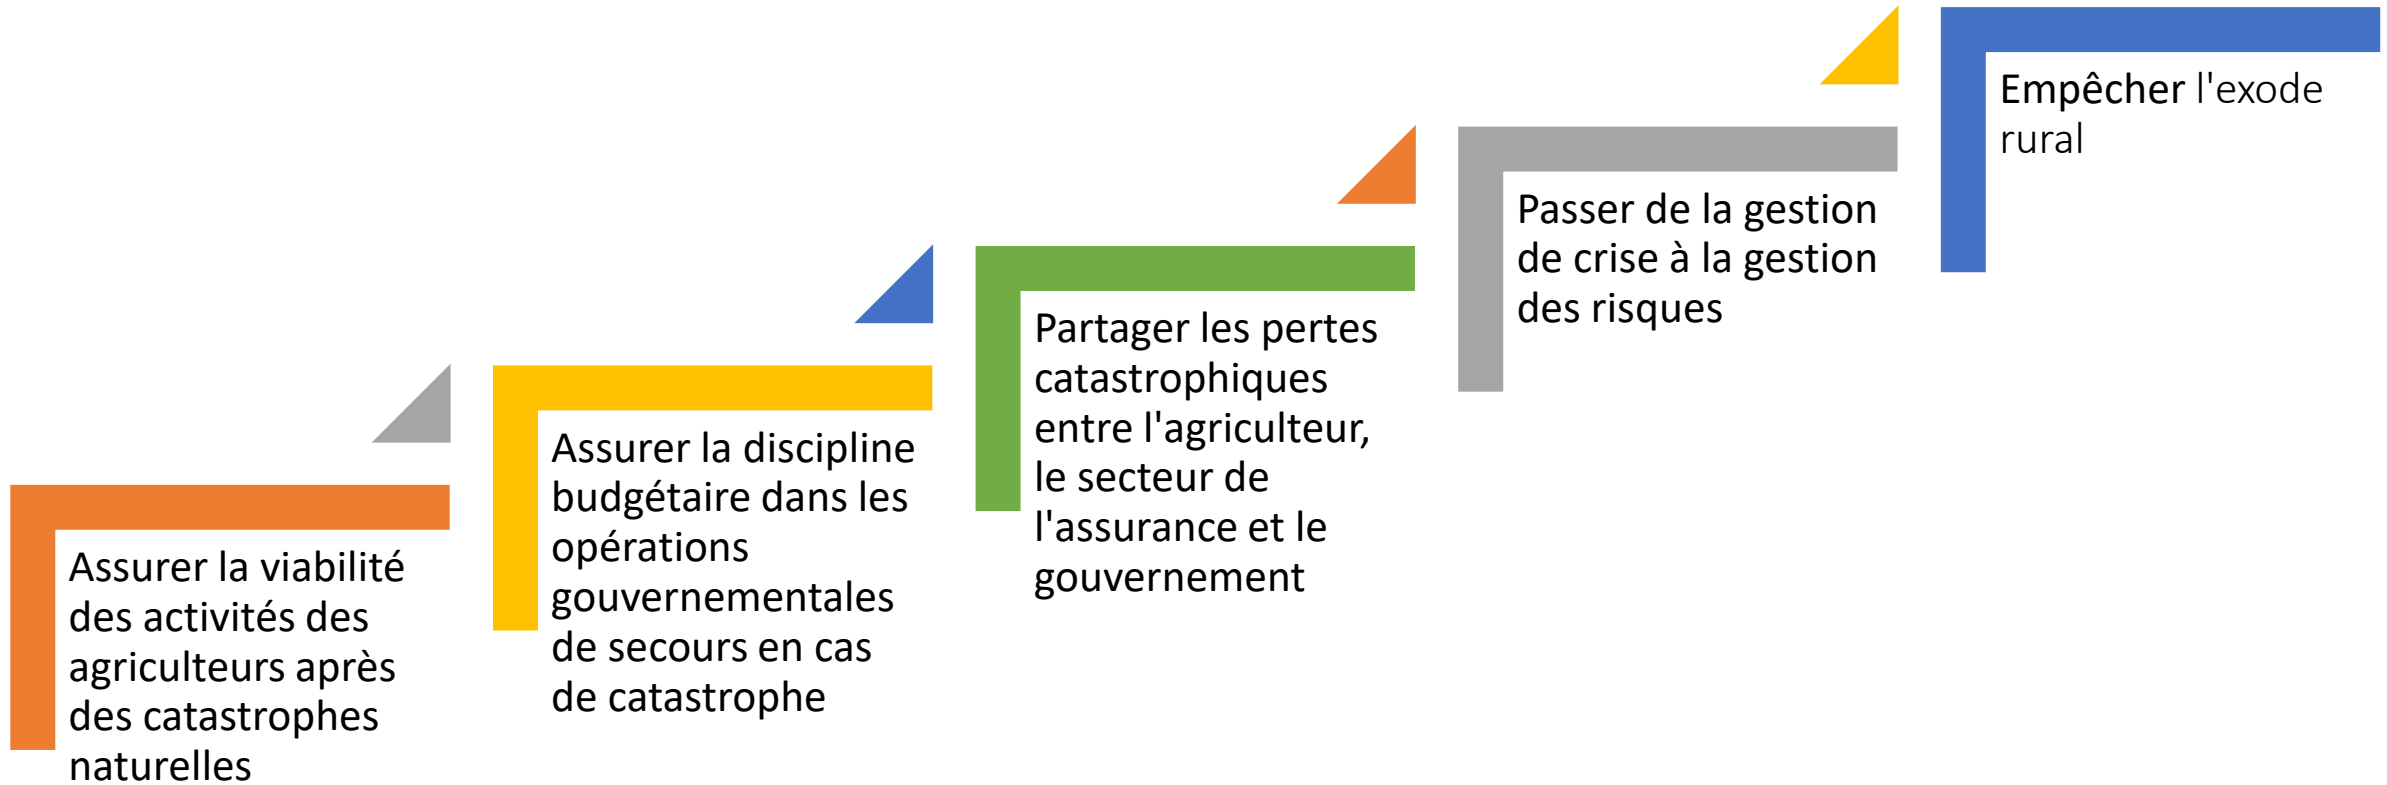 Assurer la viabilité
des activités des
agriculteurs après
des catastrophes
naturelles
Assurer la discipline
budgétaire dans les
opérations
gouvernementales
de secours en cas
de catastrophe
Partager les pertes
catastrophiques
entre l'agriculteur,
le secteur de
l'assurance et le
gouvernement
Passer de la gestion
de crise à la gestion
des risques
Empêcher l'exode
rural